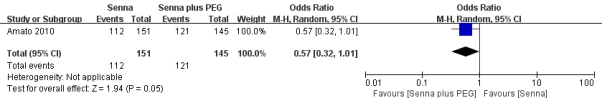 Senna Senna plus PEG Odds Ratio Odds Ratio
Study or Subgroup Events Total Events Total Weight M-H, Random, 95% CI M-H, Random, 95% CI
Amato 2010 112 151 121 145 100.0% 0.57 [0.32, 1.01]
Total (95% CI) 151 145 100.0% 0.57 [0.32, 1.01]
Total events 112 121
Heterogeneity: Not applicable
Test for overall effect: Z = 1.94 (P = 0.05)
0.01 0.1 1 10 100
Favours [Senna plus PEG] Favours [Senna]